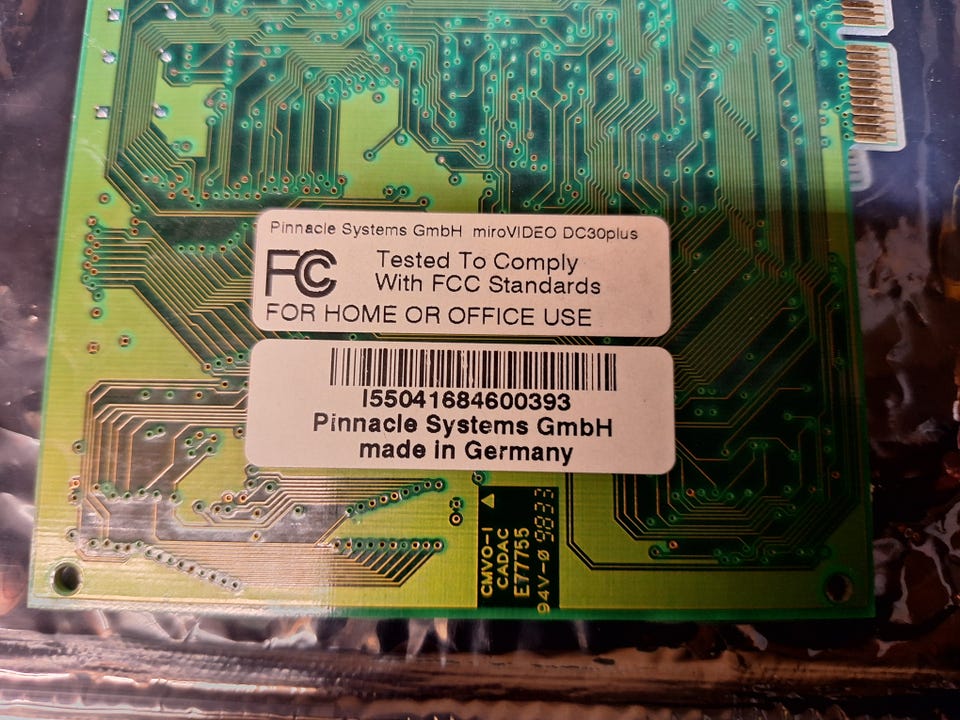 Pinnacle Systems GmbH miroVIDEO DC30plus
FC Tested To Comply
With FCC Standards
FOR HOME OR OFFICE USE
I55041684600393
Pinnacle Systems GmbH
made in Germany
CMVO-I
CADAC
E77755
94V-0 9833